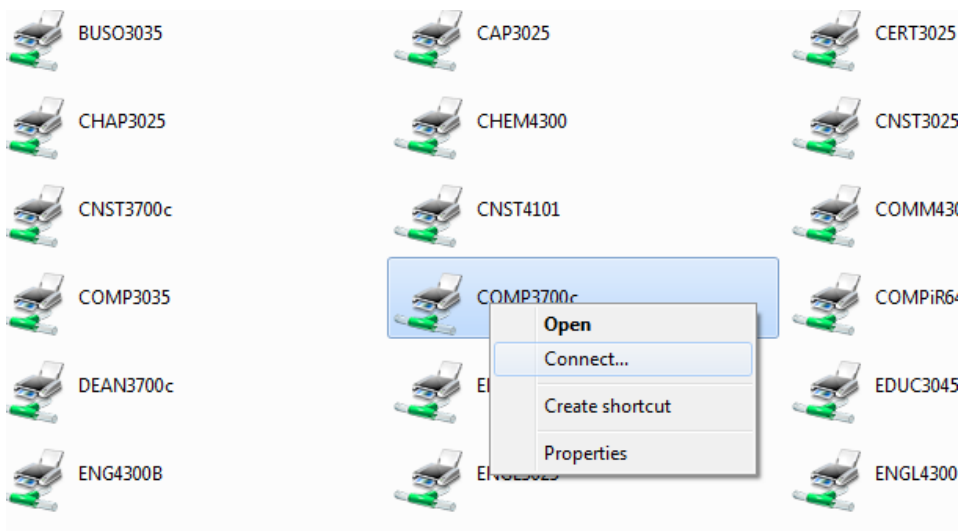 BUSO3035
CAP3025
CERT3025
CHAP3025
CHEM4300
CNST3025
CNST3700c
CNST4101
COMP3035
COMP3700c
Open
Connect...
Create shortcut
Properties
DEAN3700c
EDUC3045
ENG4300B
ENGL4300